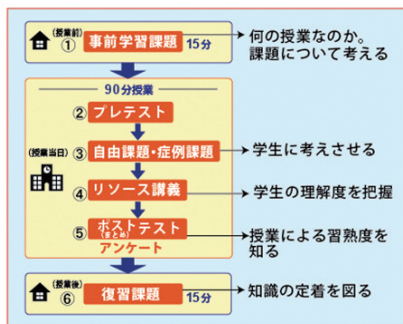 (授業前)
① 事前学習課題 15分
何の授業なのか。
課題について考える
90分授業
② プレテスト
(授業当日)
③ 自由課題・症例課題
学生に考えさせる
④ リソース講義
学生の理解度を把握
⑤ ポストテスト
(まとめ)
アンケート
授業による習熟度を
知る
(授業後)
⑥ 復習課題 15分
知識の定着を図る